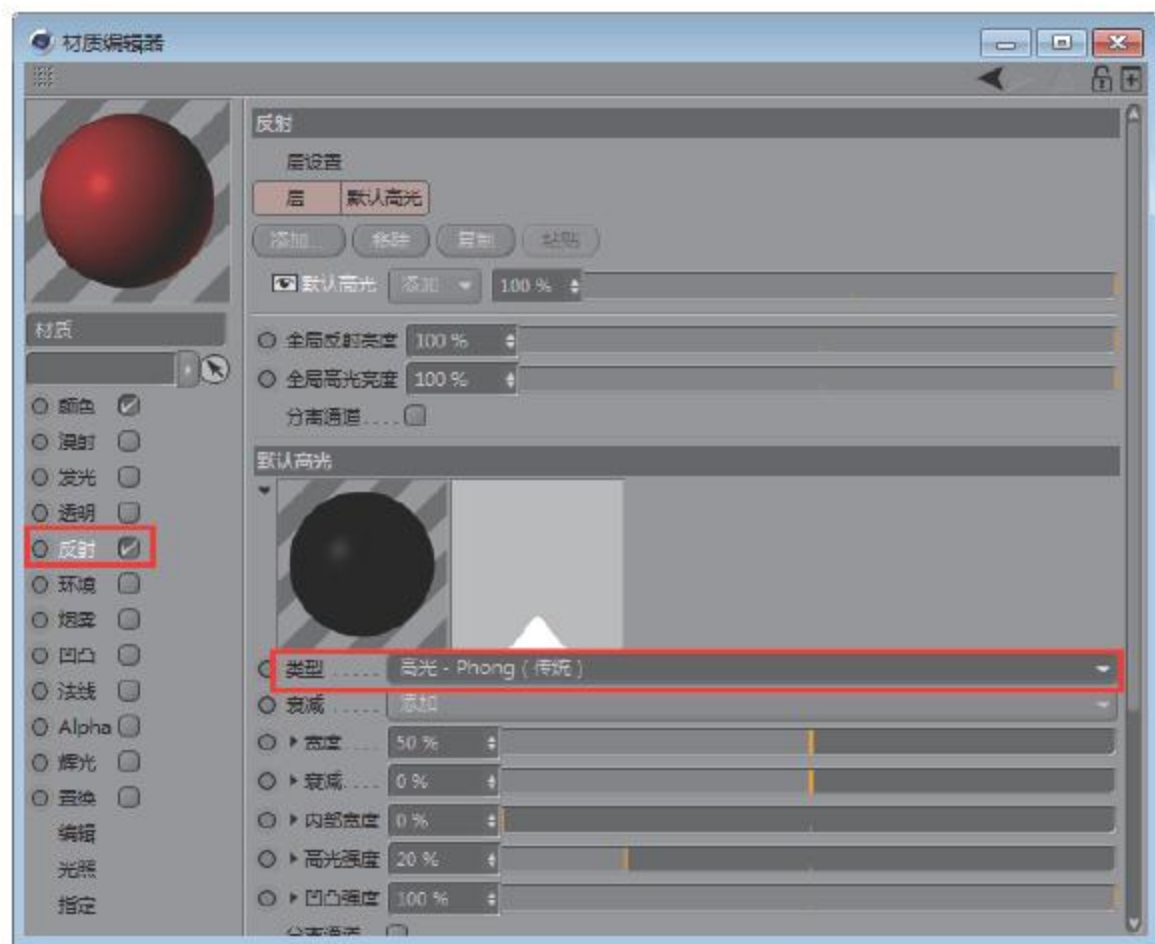 材质编辑器
反射
层设置
层 默认高光
添加... 移除 复制 粘贴
默认高光 添加 100 %
材质
全局反射亮度 100 %
全局高光亮度 100 %
分离通道....
默认高光
颜色
漫射
发光
透明
反射
环境
烟雾
凹凸
法线
Alpha
辉光
置换
编辑
光照
指定
类型..... 高光 - Phong ( 传统 )
衰减..... 添加
宽度.... 50 %
衰减.... 0 %
内部宽度 0 %
高光强度 20 %
凹凸强度 100 %
分离通道